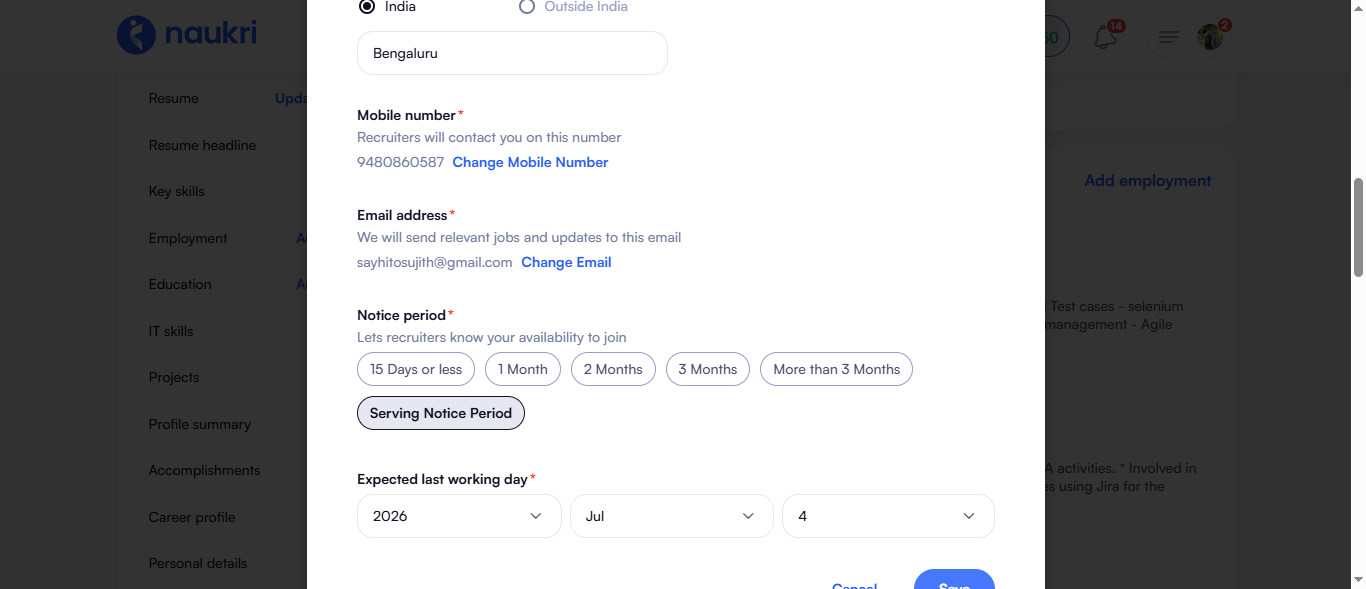 India Outside India
naukri
50 14 2
Bengaluru
Resume Upda
Mobile number*
Resume headline Recruiters will contact you on this number
9480860587 Change Mobile Number
Add employment
Key skills
Email address*
Employment A We will send relevant jobs and updates to this email
sayhitosujith@gmail.com Change Email
Education A
Test cases - selenium
Notice period*
management - Agile
IT skills Lets recruiters know your availability to join
15 Days or less 1 Month 2 Months 3 Months More than 3 Months
Projects
Serving Notice Period
Profile summary
Accomplishments A activities. * Involved in
Expected last working day*
es using Jira for the
Career profile 2026 Jul 4
Personal details
Cancel Save